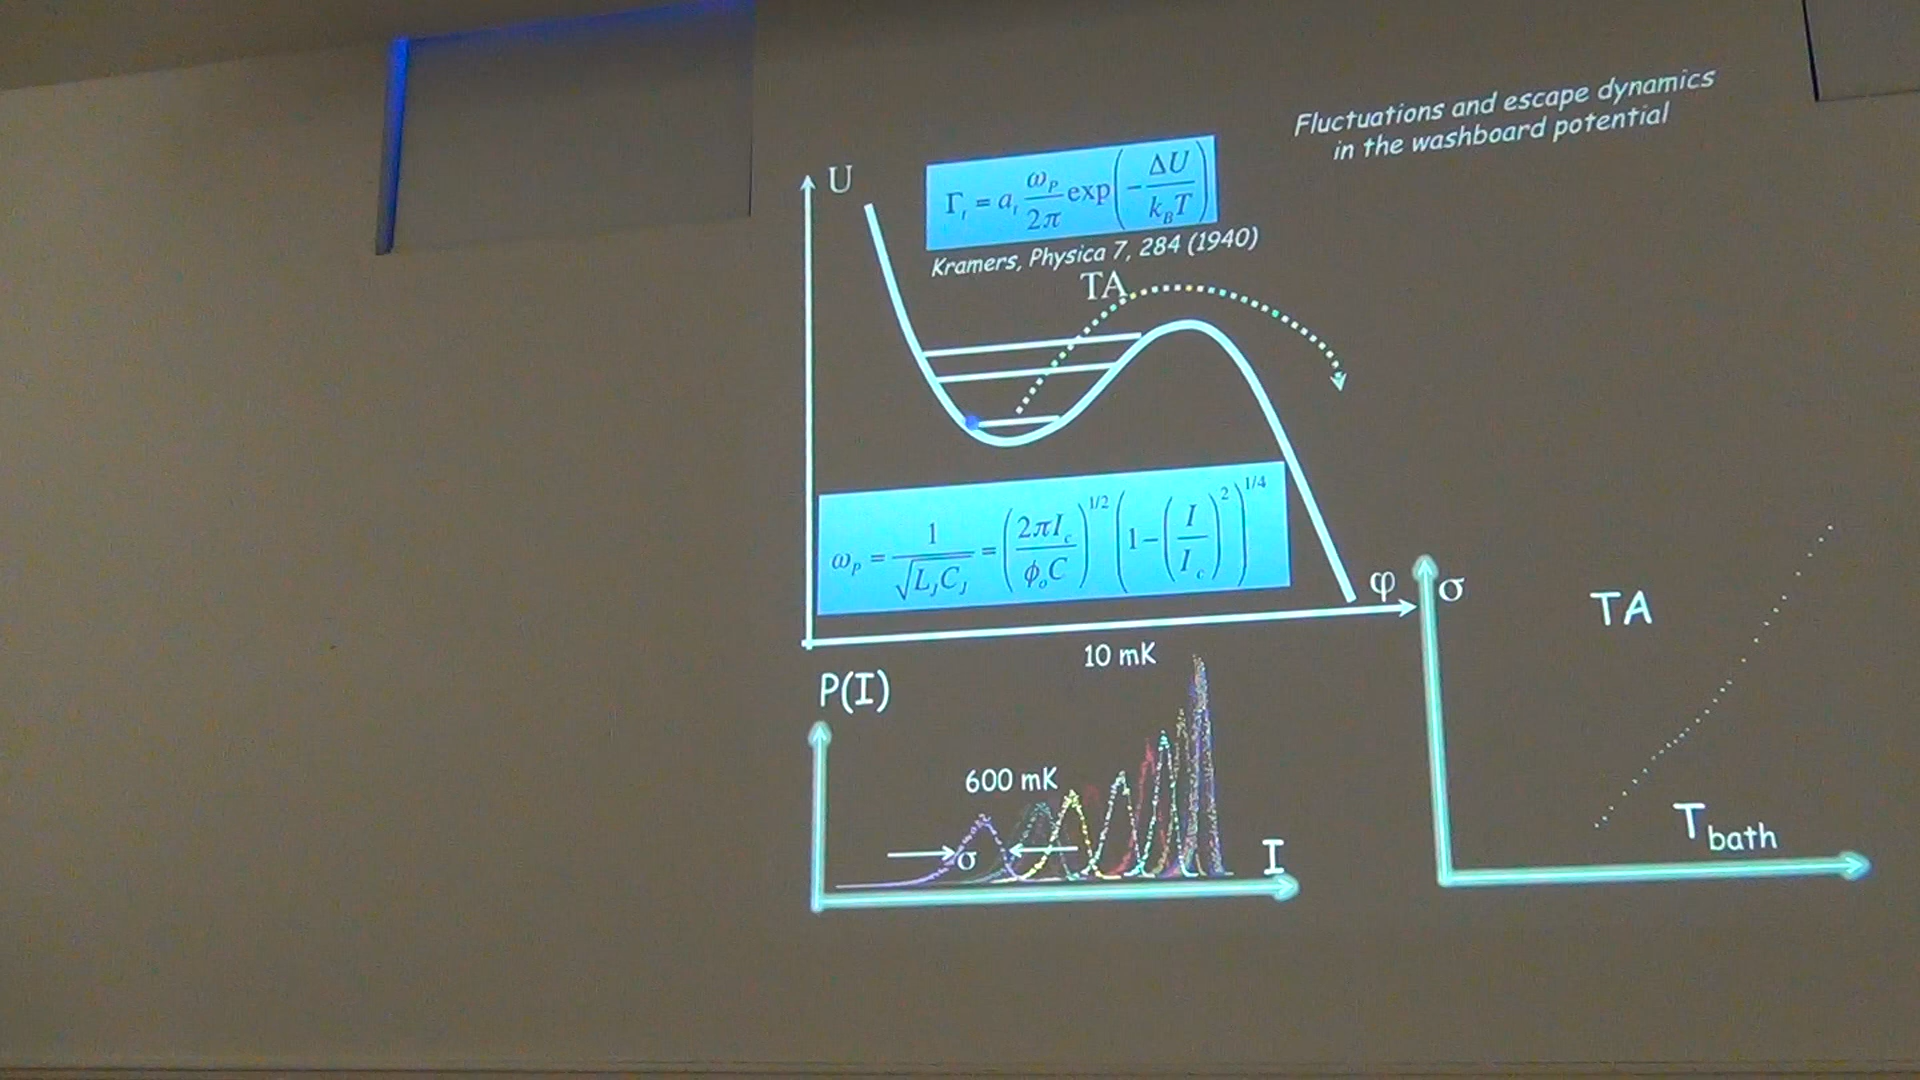 Fluctuations and escape dynamics
in the washboard potential
U
Γt = at ωP/2π exp(−ΔU/kBT)
Kramers, Physica 7, 284 (1940)
TA
ωP = 1/√LJCJ = (2πIc/ϕoC)^1/2 (1−(I/Ic)^2)^1/4
φ
10 mK
P(I)
600 mK
σ
I
σ
TA
Tbath